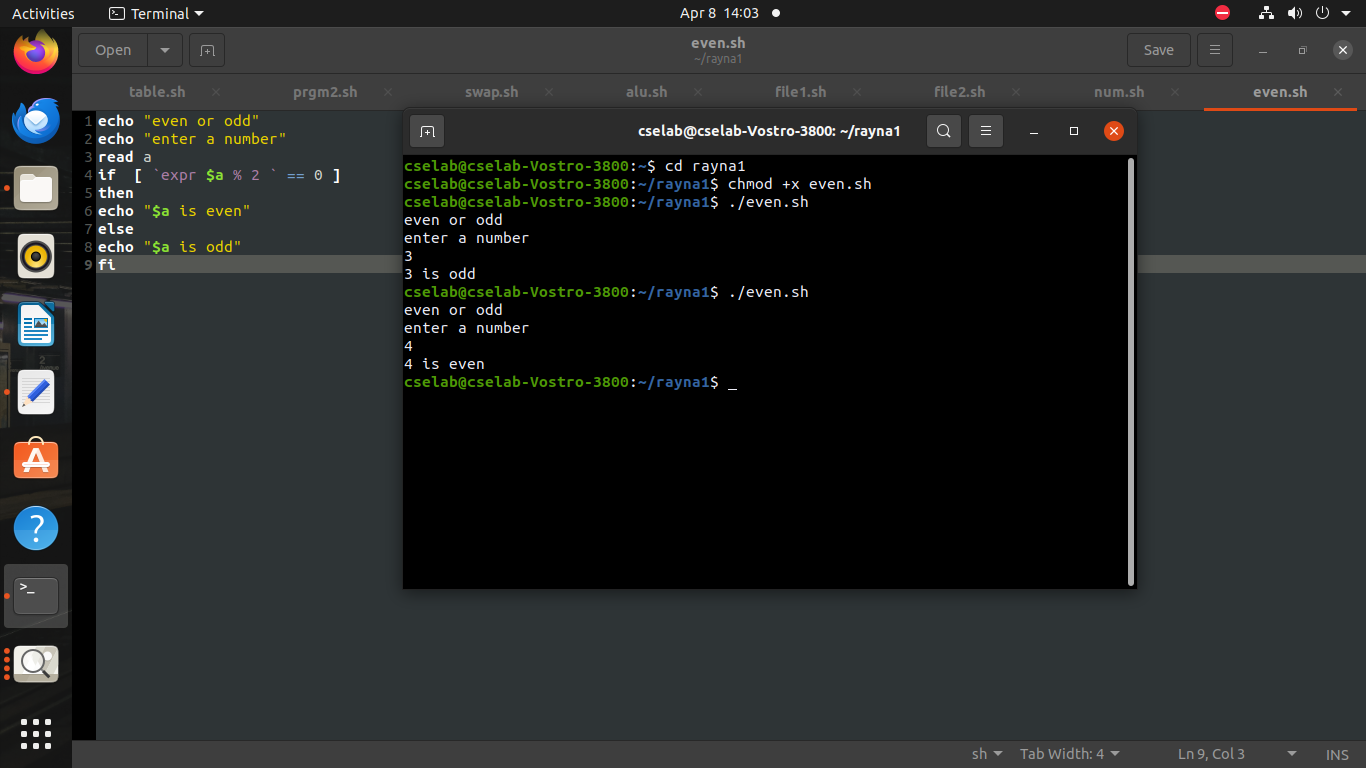 Activities Terminal Apr 8 14:03
Open even.sh Save
~/rayna1
table.sh prgm2.sh swap.sh alu.sh file1.sh file2.sh num.sh even.sh
1 echo "even or odd"
2 echo "enter a number"
3 read a
4 if  [ `expr $a % 2 ` == 0 ]
5 then
6 echo "$a is even"
7 else
8 echo "$a is odd"
9 fi
cselab@cselab-Vostro-3800: ~/rayna1
cselab@cselab-Vostro-3800:~$ cd rayna1
cselab@cselab-Vostro-3800:~/rayna1$ chmod +x even.sh
cselab@cselab-Vostro-3800:~/rayna1$ ./even.sh
even or odd
enter a number
3
3 is odd
cselab@cselab-Vostro-3800:~/rayna1$ ./even.sh
even or odd
enter a number
4
4 is even
cselab@cselab-Vostro-3800:~/rayna1$ _
sh Tab Width: 4 Ln 9, Col 3 INS